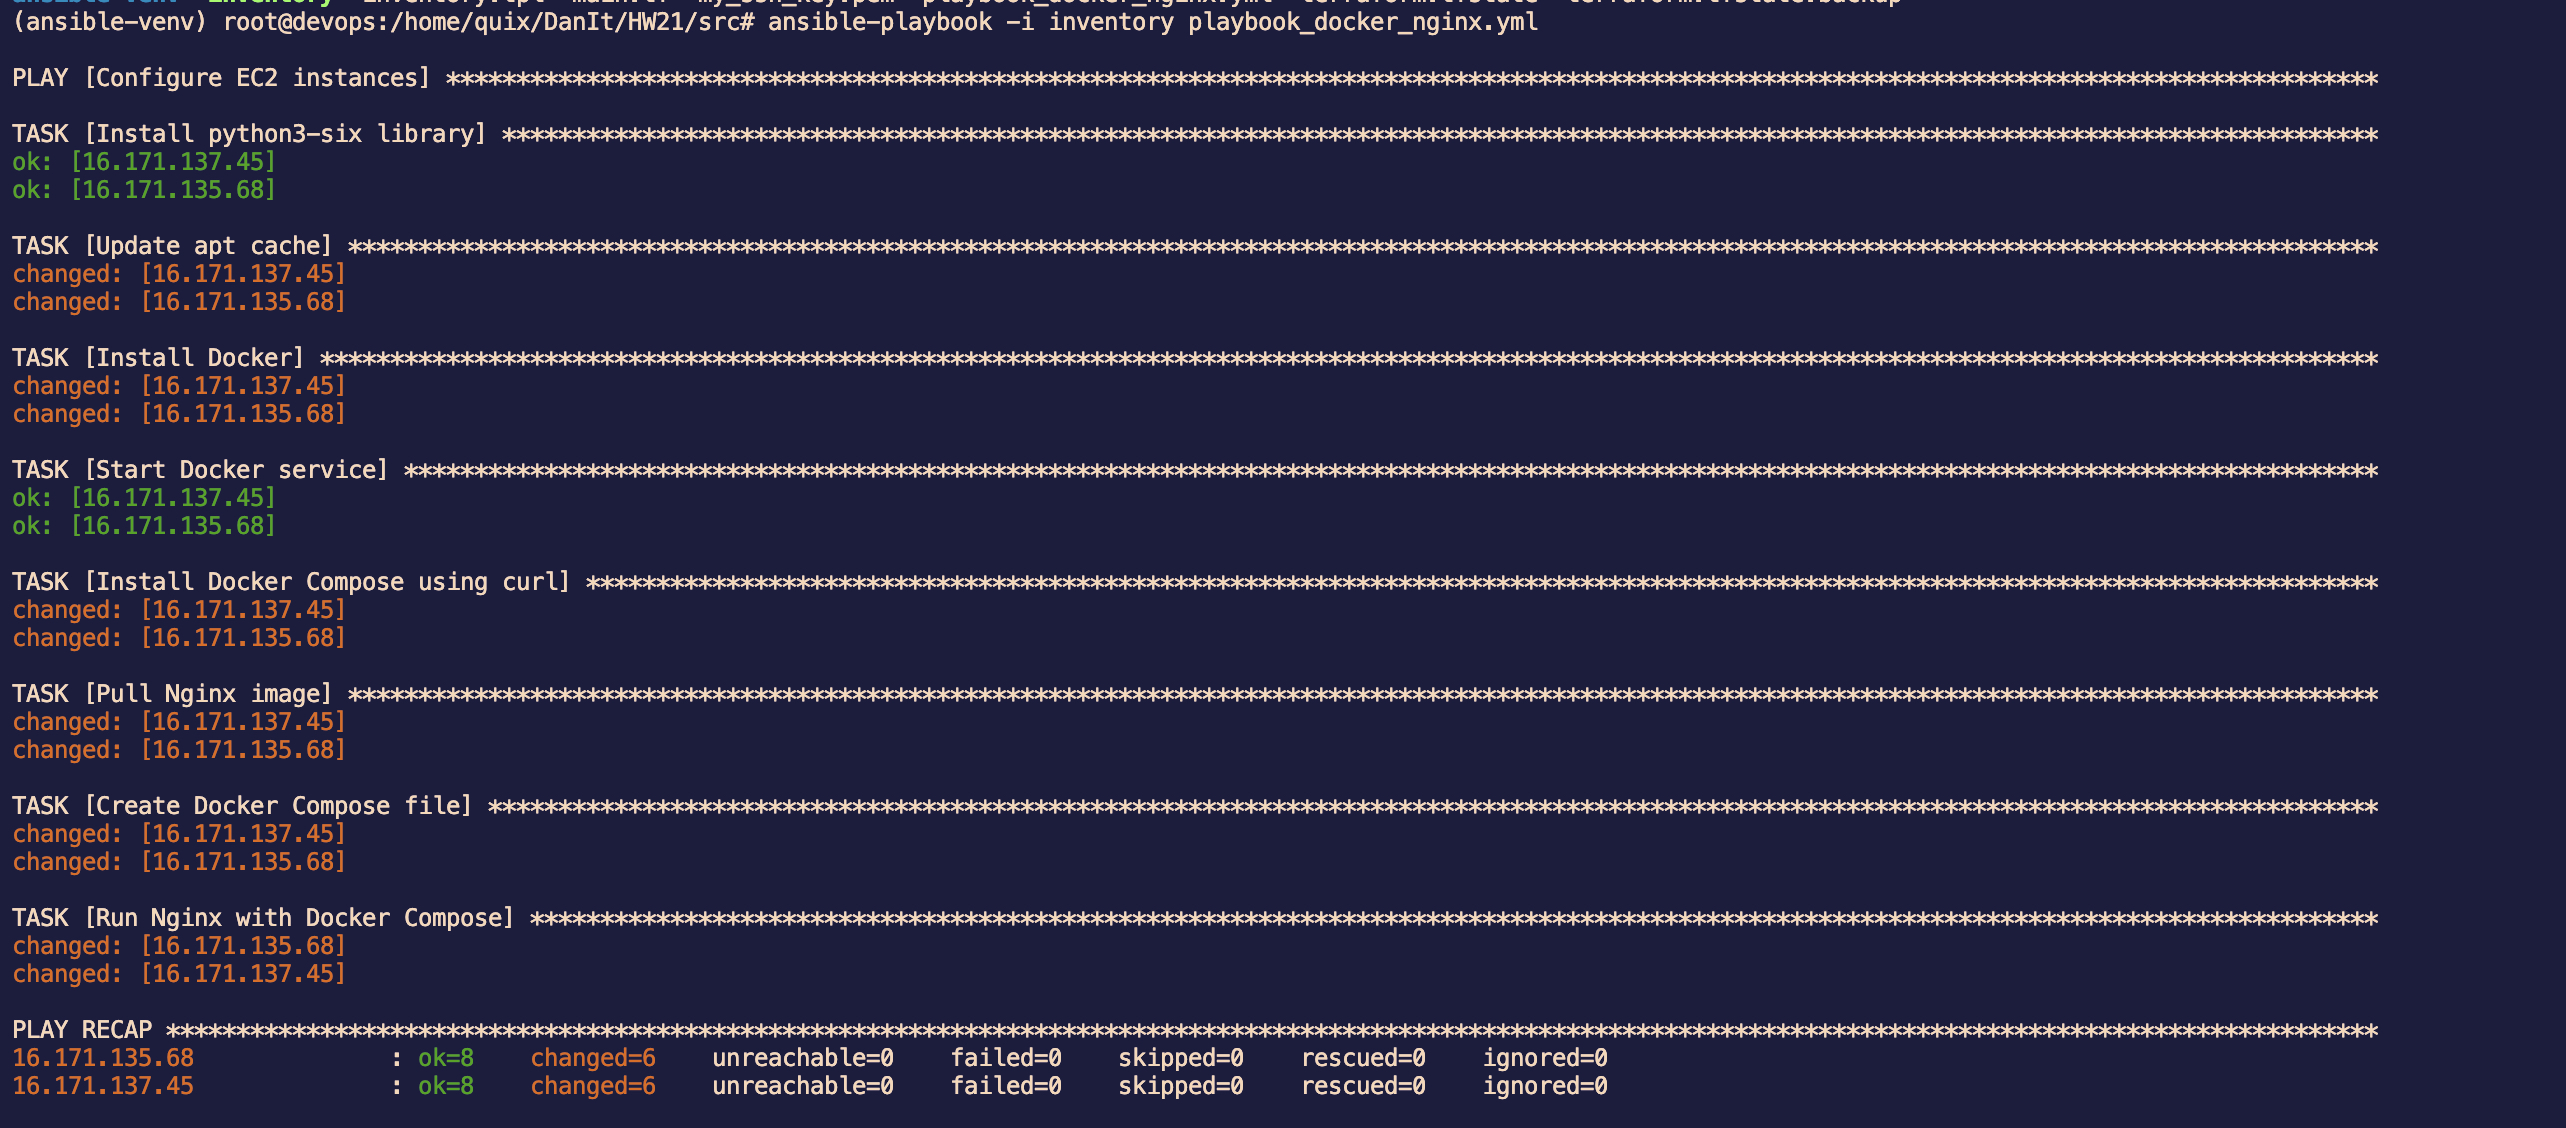 (ansible-venv) root@devops:/home/quix/DanIt/HW21/src# ansible-playbook -i inventory playbook_docker_nginx.yml
PLAY [Configure EC2 instances] ******************************************************************************************************************************************
TASK [Install python3-six library] **************************************************************************************************************************************
ok: [16.171.137.45]
ok: [16.171.135.68]
TASK [Update apt cache] *************************************************************************************************************************************************
changed: [16.171.137.45]
changed: [16.171.135.68]
TASK [Install Docker] ***************************************************************************************************************************************************
changed: [16.171.137.45]
changed: [16.171.135.68]
TASK [Start Docker service] *********************************************************************************************************************************************
ok: [16.171.137.45]
ok: [16.171.135.68]
TASK [Install Docker Compose using curl] ********************************************************************************************************************************
changed: [16.171.137.45]
changed: [16.171.135.68]
TASK [Pull Nginx image] *************************************************************************************************************************************************
changed: [16.171.137.45]
changed: [16.171.135.68]
TASK [Create Docker Compose file] ***************************************************************************************************************************************
changed: [16.171.137.45]
changed: [16.171.135.68]
TASK [Run Nginx with Docker Compose] ************************************************************************************************************************************
changed: [16.171.135.68]
changed: [16.171.137.45]
PLAY RECAP **************************************************************************************************************************************************************
16.171.135.68              : ok=8    changed=6    unreachable=0    failed=0    skipped=0    rescued=0    ignored=0
16.171.137.45              : ok=8    changed=6    unreachable=0    failed=0    skipped=0    rescued=0    ignored=0